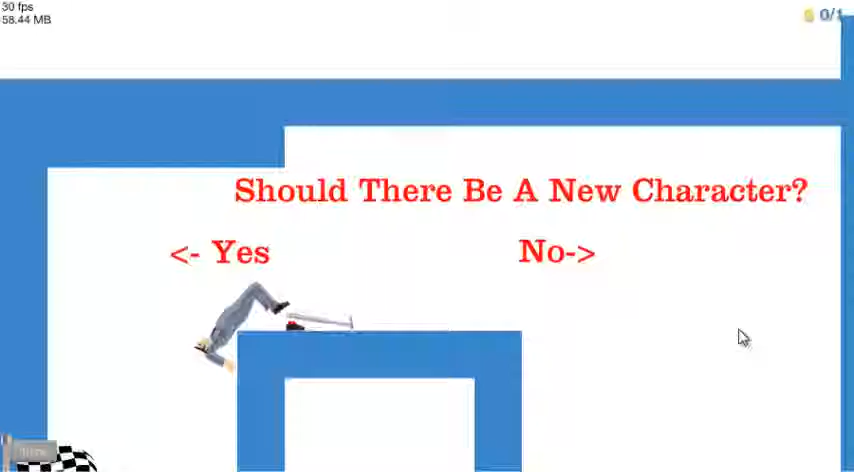 30 fps
58.44 MB
0/1
Should There Be A New Character?
<- Yes
No->